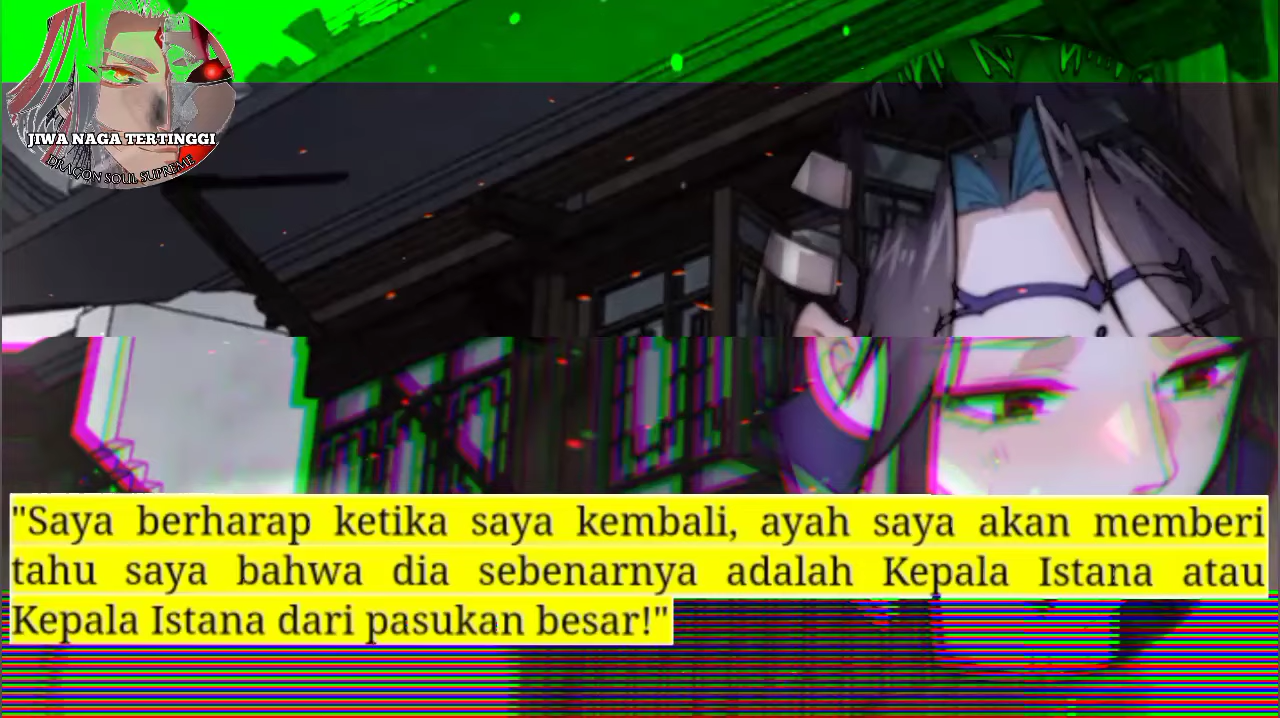 JIWA NAGA TERTINGGI
DRAGON SOUL SUPREME
"Saya berharap ketika saya kembali, ayah saya akan memberi
tahu saya bahwa dia sebenarnya adalah Kepala Istana atau
Kepala Istana dari pasukan besar!"